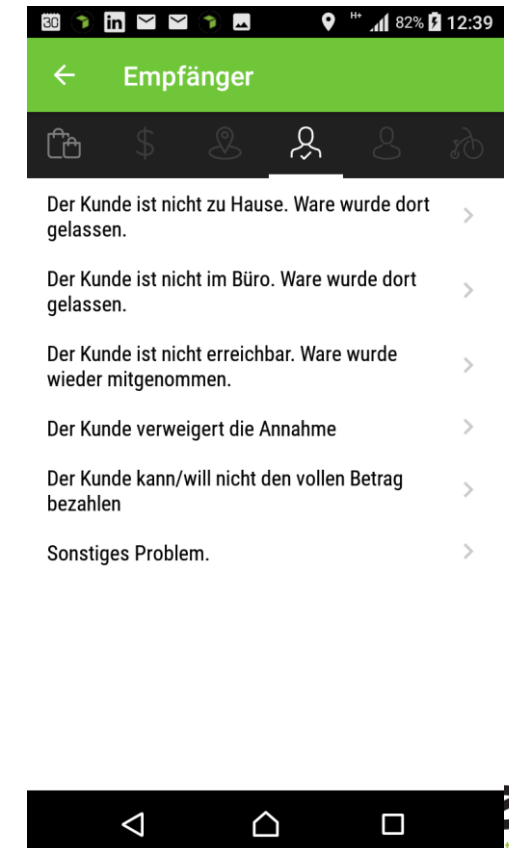 30 in H+ 82% 12:39
Empfänger
$
Der Kunde ist nicht zu Hause. Ware wurde dort
gelassen.
Der Kunde ist nicht im Büro. Ware wurde dort
gelassen.
Der Kunde ist nicht erreichbar. Ware wurde
wieder mitgenommen.
Der Kunde verweigert die Annahme
Der Kunde kann/will nicht den vollen Betrag
bezahlen
Sonstiges Problem.